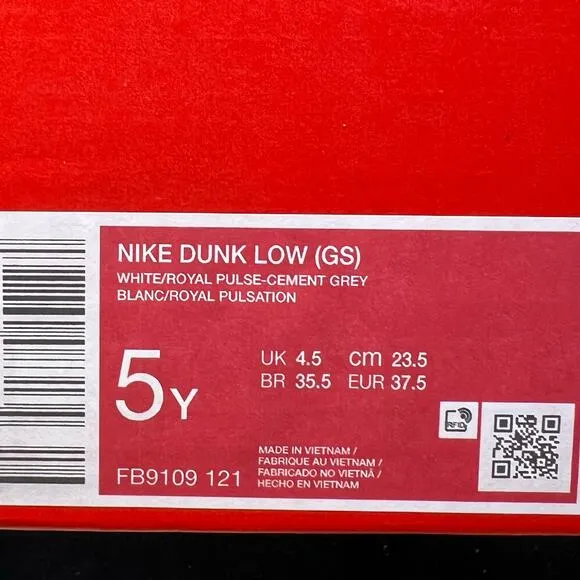 NIKE DUNK LOW (GS)
WHITE/ROYAL PULSE-CEMENT GREY
BLANC/ROYAL PULSATION
5Y
UK 4.5 cm 23.5
BR 35.5 EUR 37.5
RFID
MADE IN VIETNAM /
FABRIQUE AU VIETNAM /
FABRICADO NO VIETNÃ /
HECHO EN VIETNAM
FB9109 121